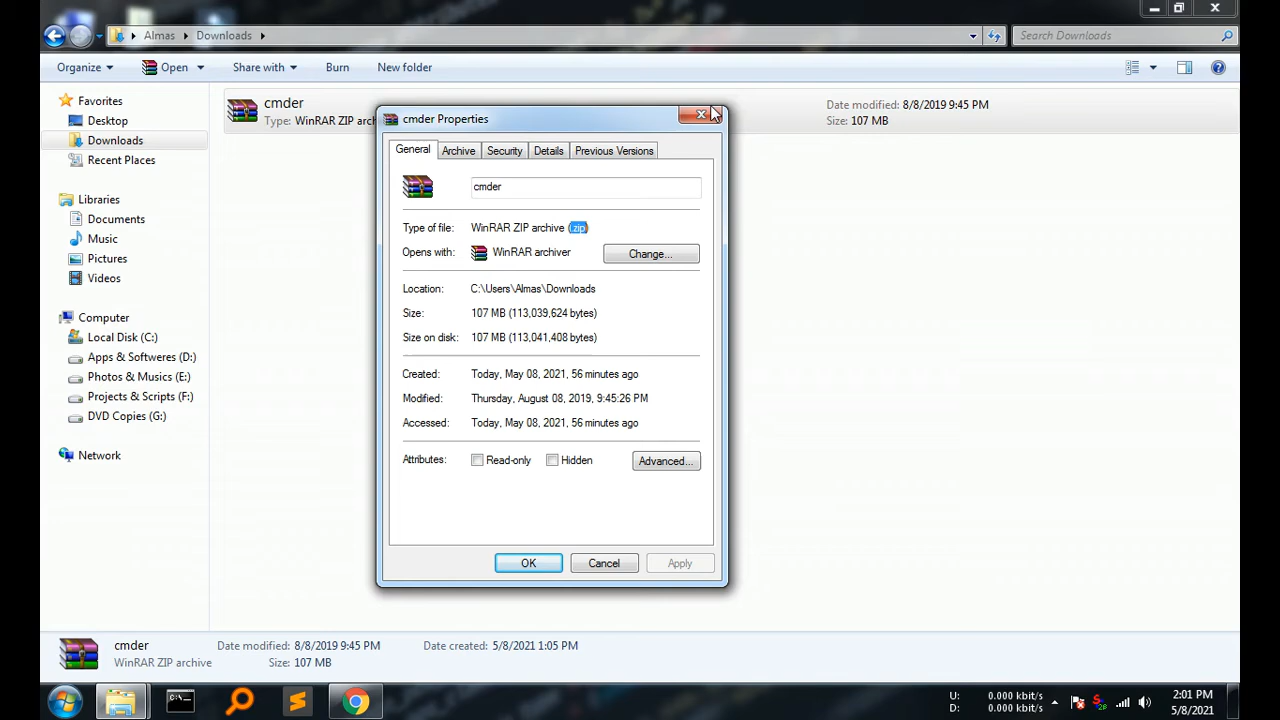 Almas Downloads
Search Downloads
Organize Open Share with Burn New folder
Favorites
Desktop
Downloads
Recent Places
Libraries
Documents
Music
Pictures
Videos
Computer
Local Disk (C:)
Apps & Softweres (D:)
Photos & Musics (E:)
Projects & Scripts (F:)
DVD Copies (G:)
Network
cmder
Type: WinRAR ZIP arch
Date modified: 8/8/2019 9:45 PM
Size: 107 MB
cmder Properties
General Archive Security Details Previous Versions
cmder
Type of file: WinRAR ZIP archive (.zip)
Opens with: WinRAR archiver Change...
Location: C:\Users\Almas\Downloads
Size: 107 MB (113,039,624 bytes)
Size on disk: 107 MB (113,041,408 bytes)
Created: Today, May 08, 2021, 56 minutes ago
Modified: Thursday, August 08, 2019, 9:45:26 PM
Accessed: Today, May 08, 2021, 56 minutes ago
Attributes: Read-only Hidden Advanced...
OK Cancel Apply
cmder Date modified: 8/8/2019 9:45 PM Date created: 5/8/2021 1:05 PM
WinRAR ZIP archive Size: 107 MB
U: 0.000 kbit/s
D: 0.000 kbit/s
2:01 PM
5/8/2021